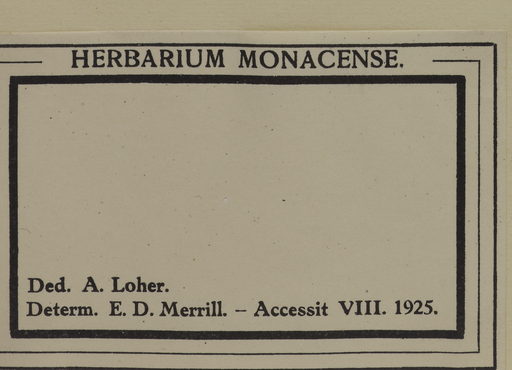 HERBARIUM MONACENSE.
Ded. A. Loher.
Determ. E. D. Merrill. – Accessit VIII. 1925.